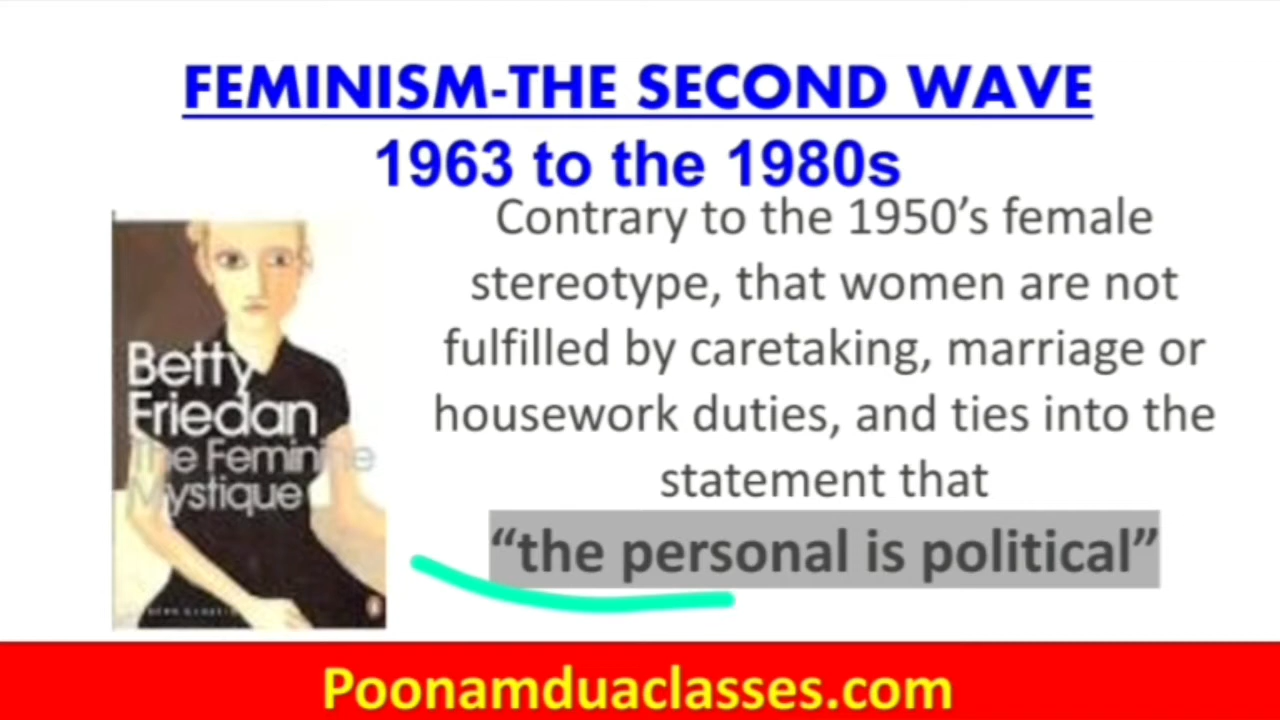 FEMINISM-THE SECOND WAVE
1963 to the 1980s
Contrary to the 1950’s female
stereotype, that women are not
fulfilled by caretaking, marriage or
housework duties, and ties into the
statement that
“the personal is political”
Betty
Friedan
The Feminine
Mystique
Poonamduaclasses.com